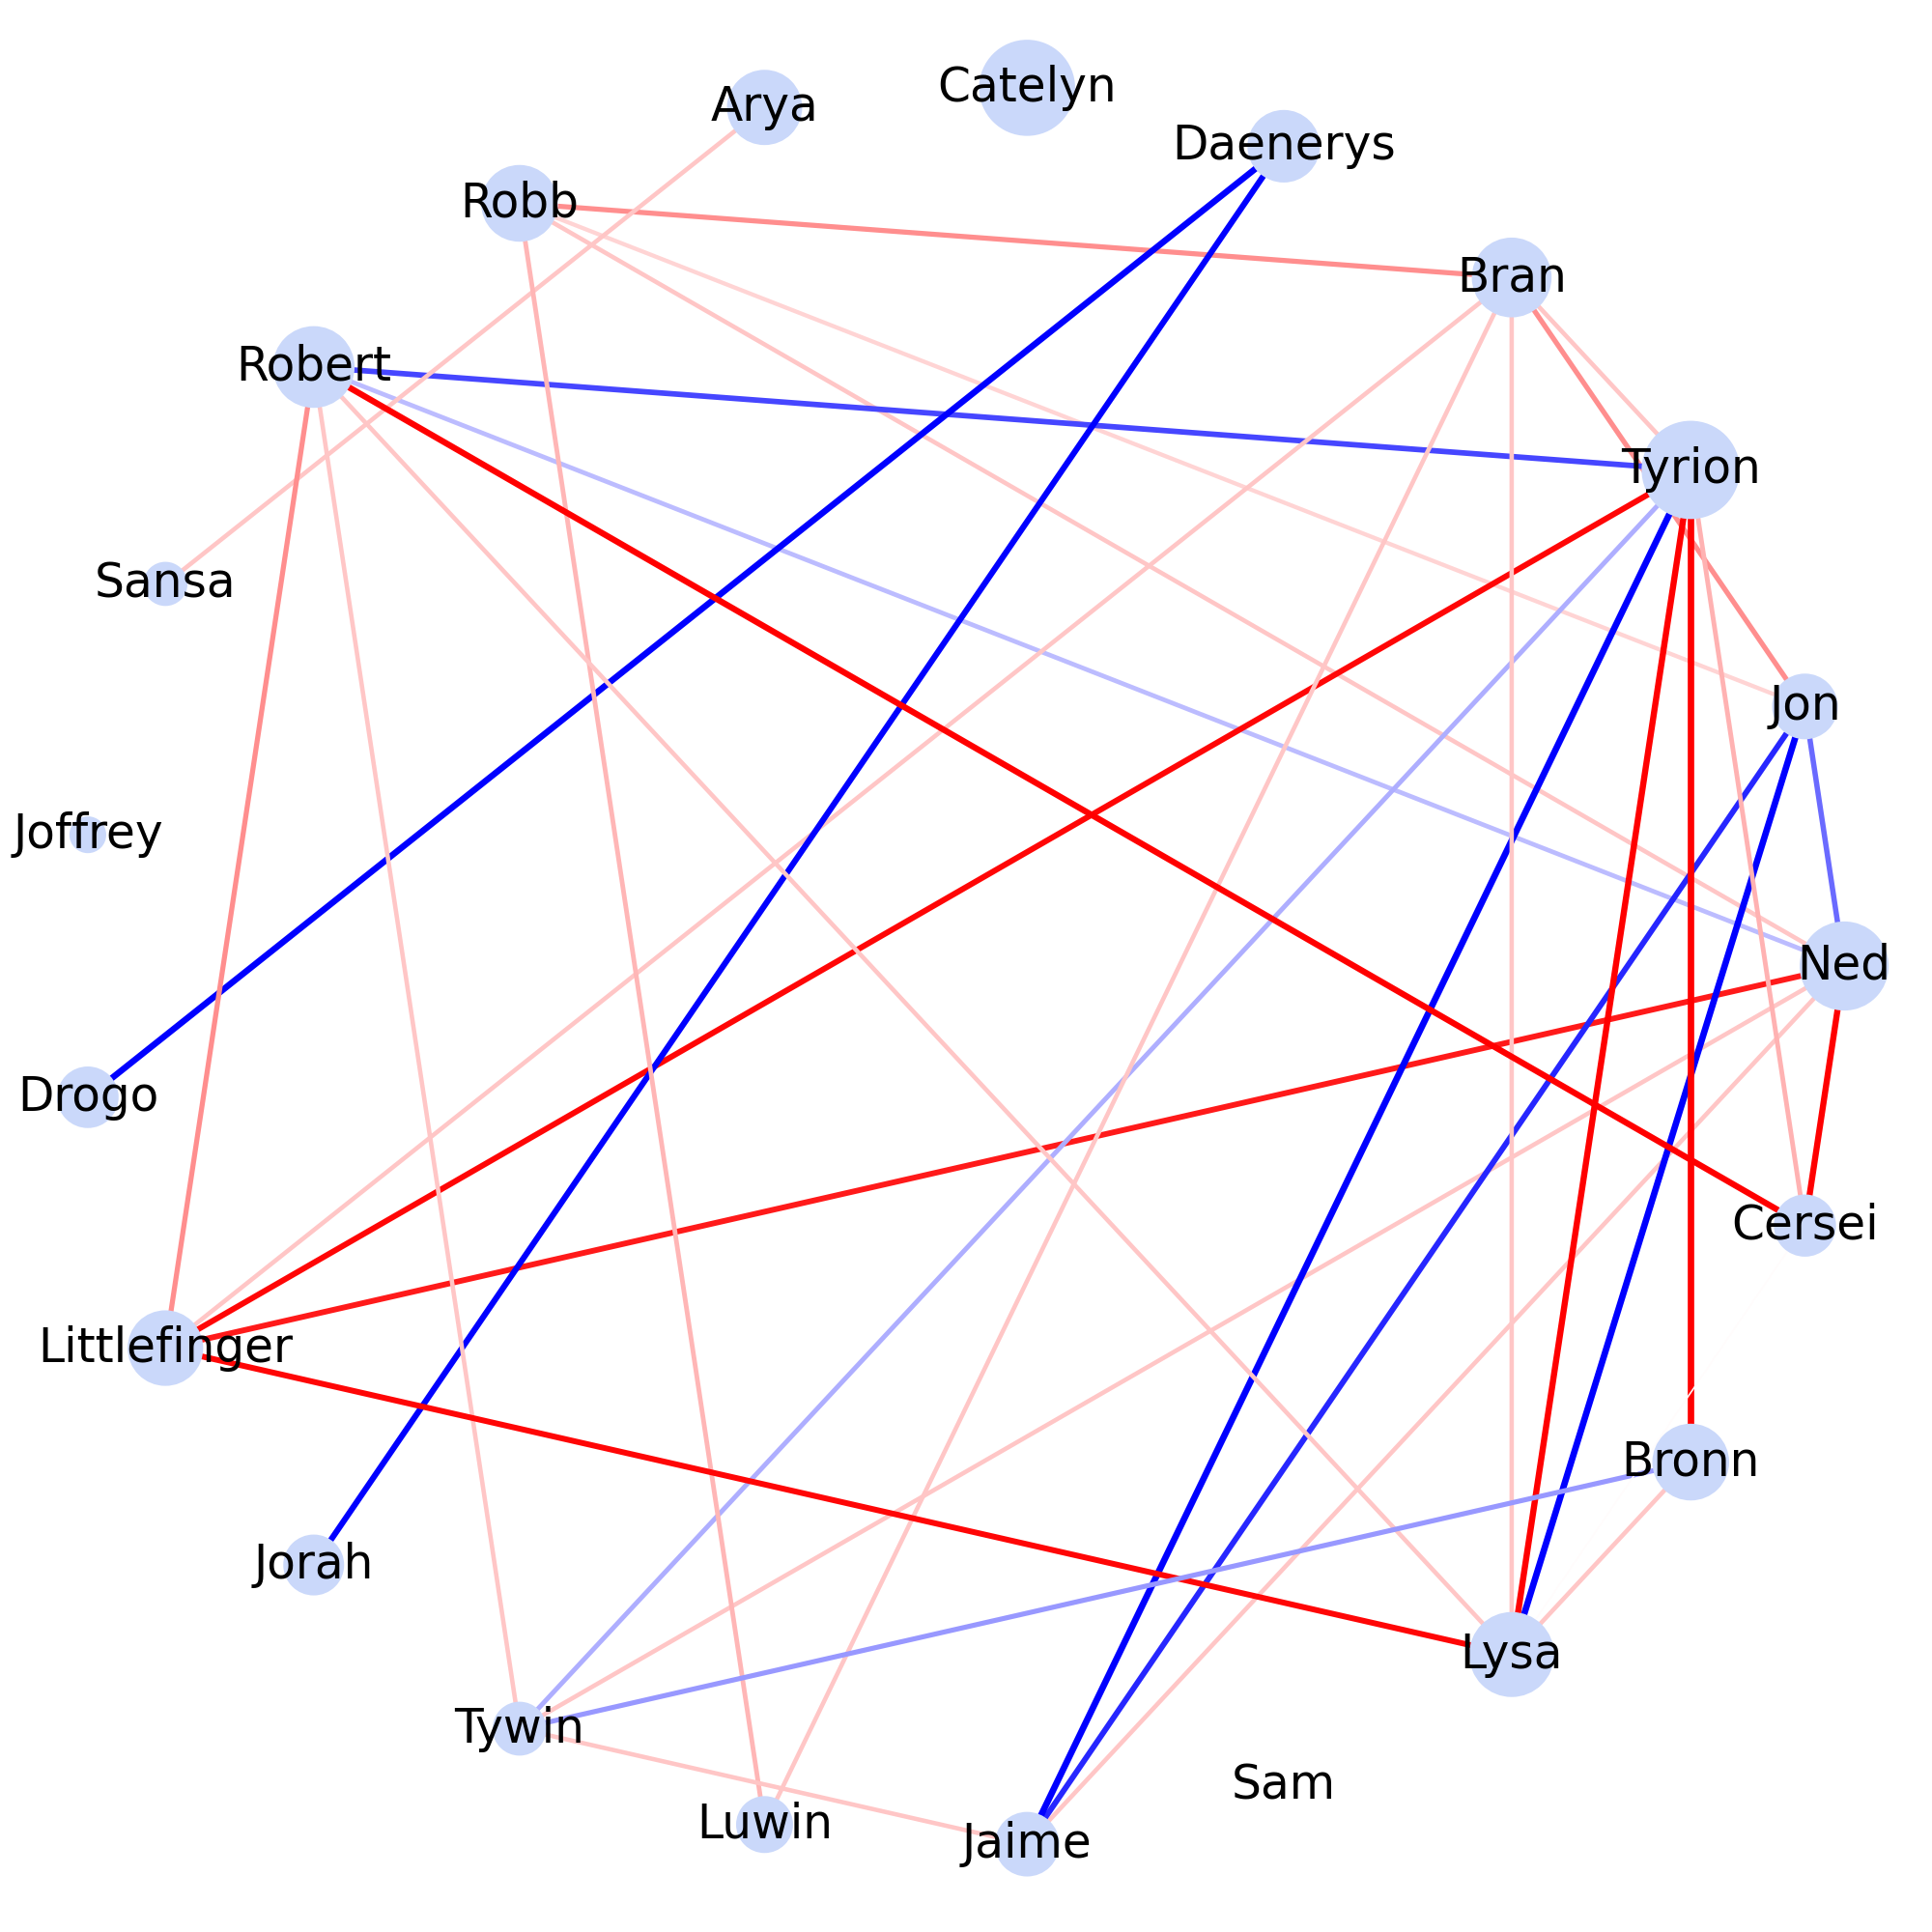 Catelyn
Arya
Daenerys
Robb
Bran
Robert
Tyrion
Sansa
Jon
Joffrey
Ned
Drogo
Cersei
Littlefinger
Bronn
Jorah
Lysa
Tywin
Sam
Luwin
Jaime